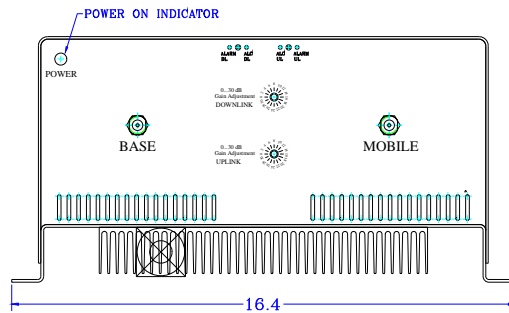 POWER ON INDICATOR
ALARM ALC ALC ALARM
DL DL UL UL
POWER
0...30 dB
Gain Adjustment
DOWNLINK
BASE
MOBILE
0...30 dB
Gain Adjustment
UPLINK
16.4